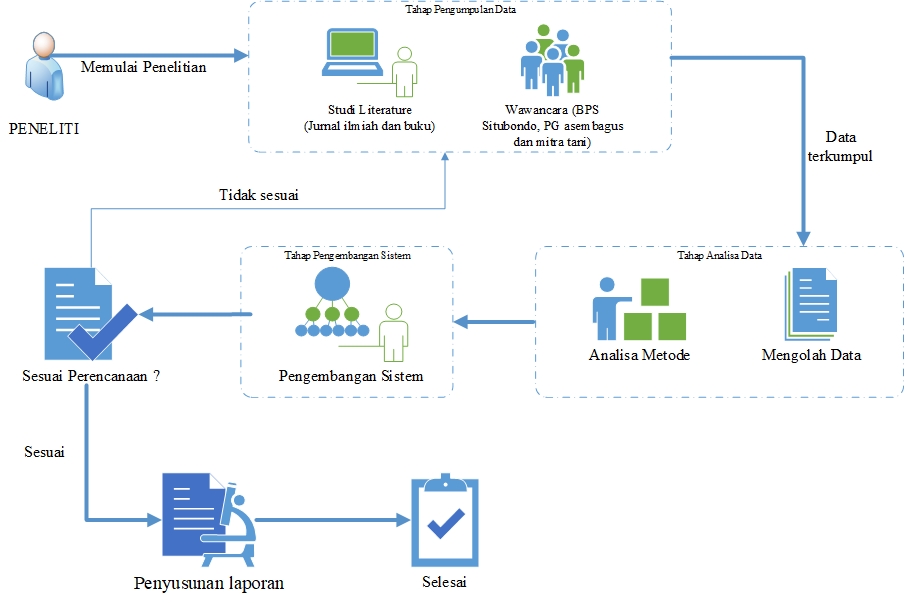 Tahap Pengumpulan Data
Memulai Penelitian
PENELITI
Studi Literature
(Jurnal ilmiah dan buku)
Wawancara (BPS
Situbondo, PG asembagus
dan mitra tani)
Data
terkumpul
Tidak sesuai
Tahap Pengembangan Sistem
Tahap Analisa Data
Analisa Metode
Mengolah Data
Pengembangan Sistem
Sesuai Perencanaan ?
Sesuai
Penyusunan laporan
Selesai